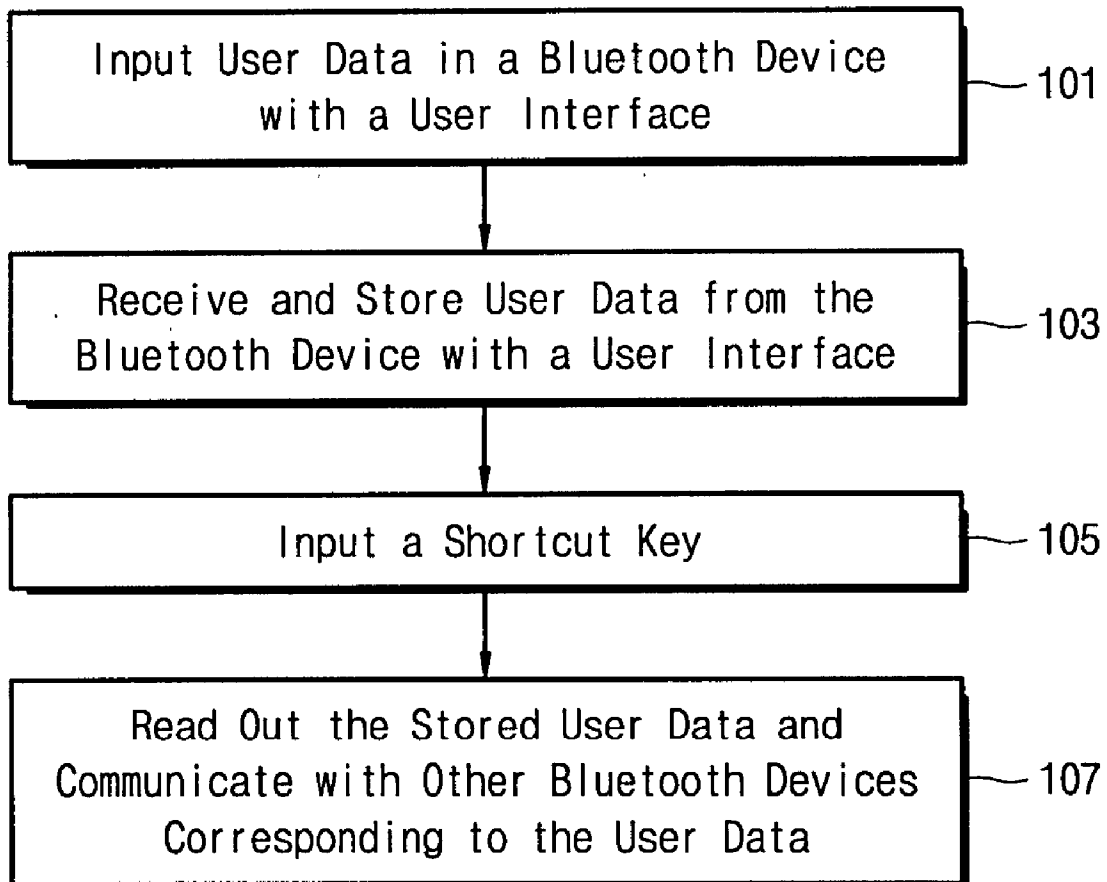 Input User Data in a Bluetooth Device
with a User Interface
101
Receive and Store User Data from the
Bluetooth Device with a User Interface
103
Input a Shortcut Key
105
Read Out the Stored User Data and
Communicate with Other Bluetooth Devices
Corresponding to the User Data
107